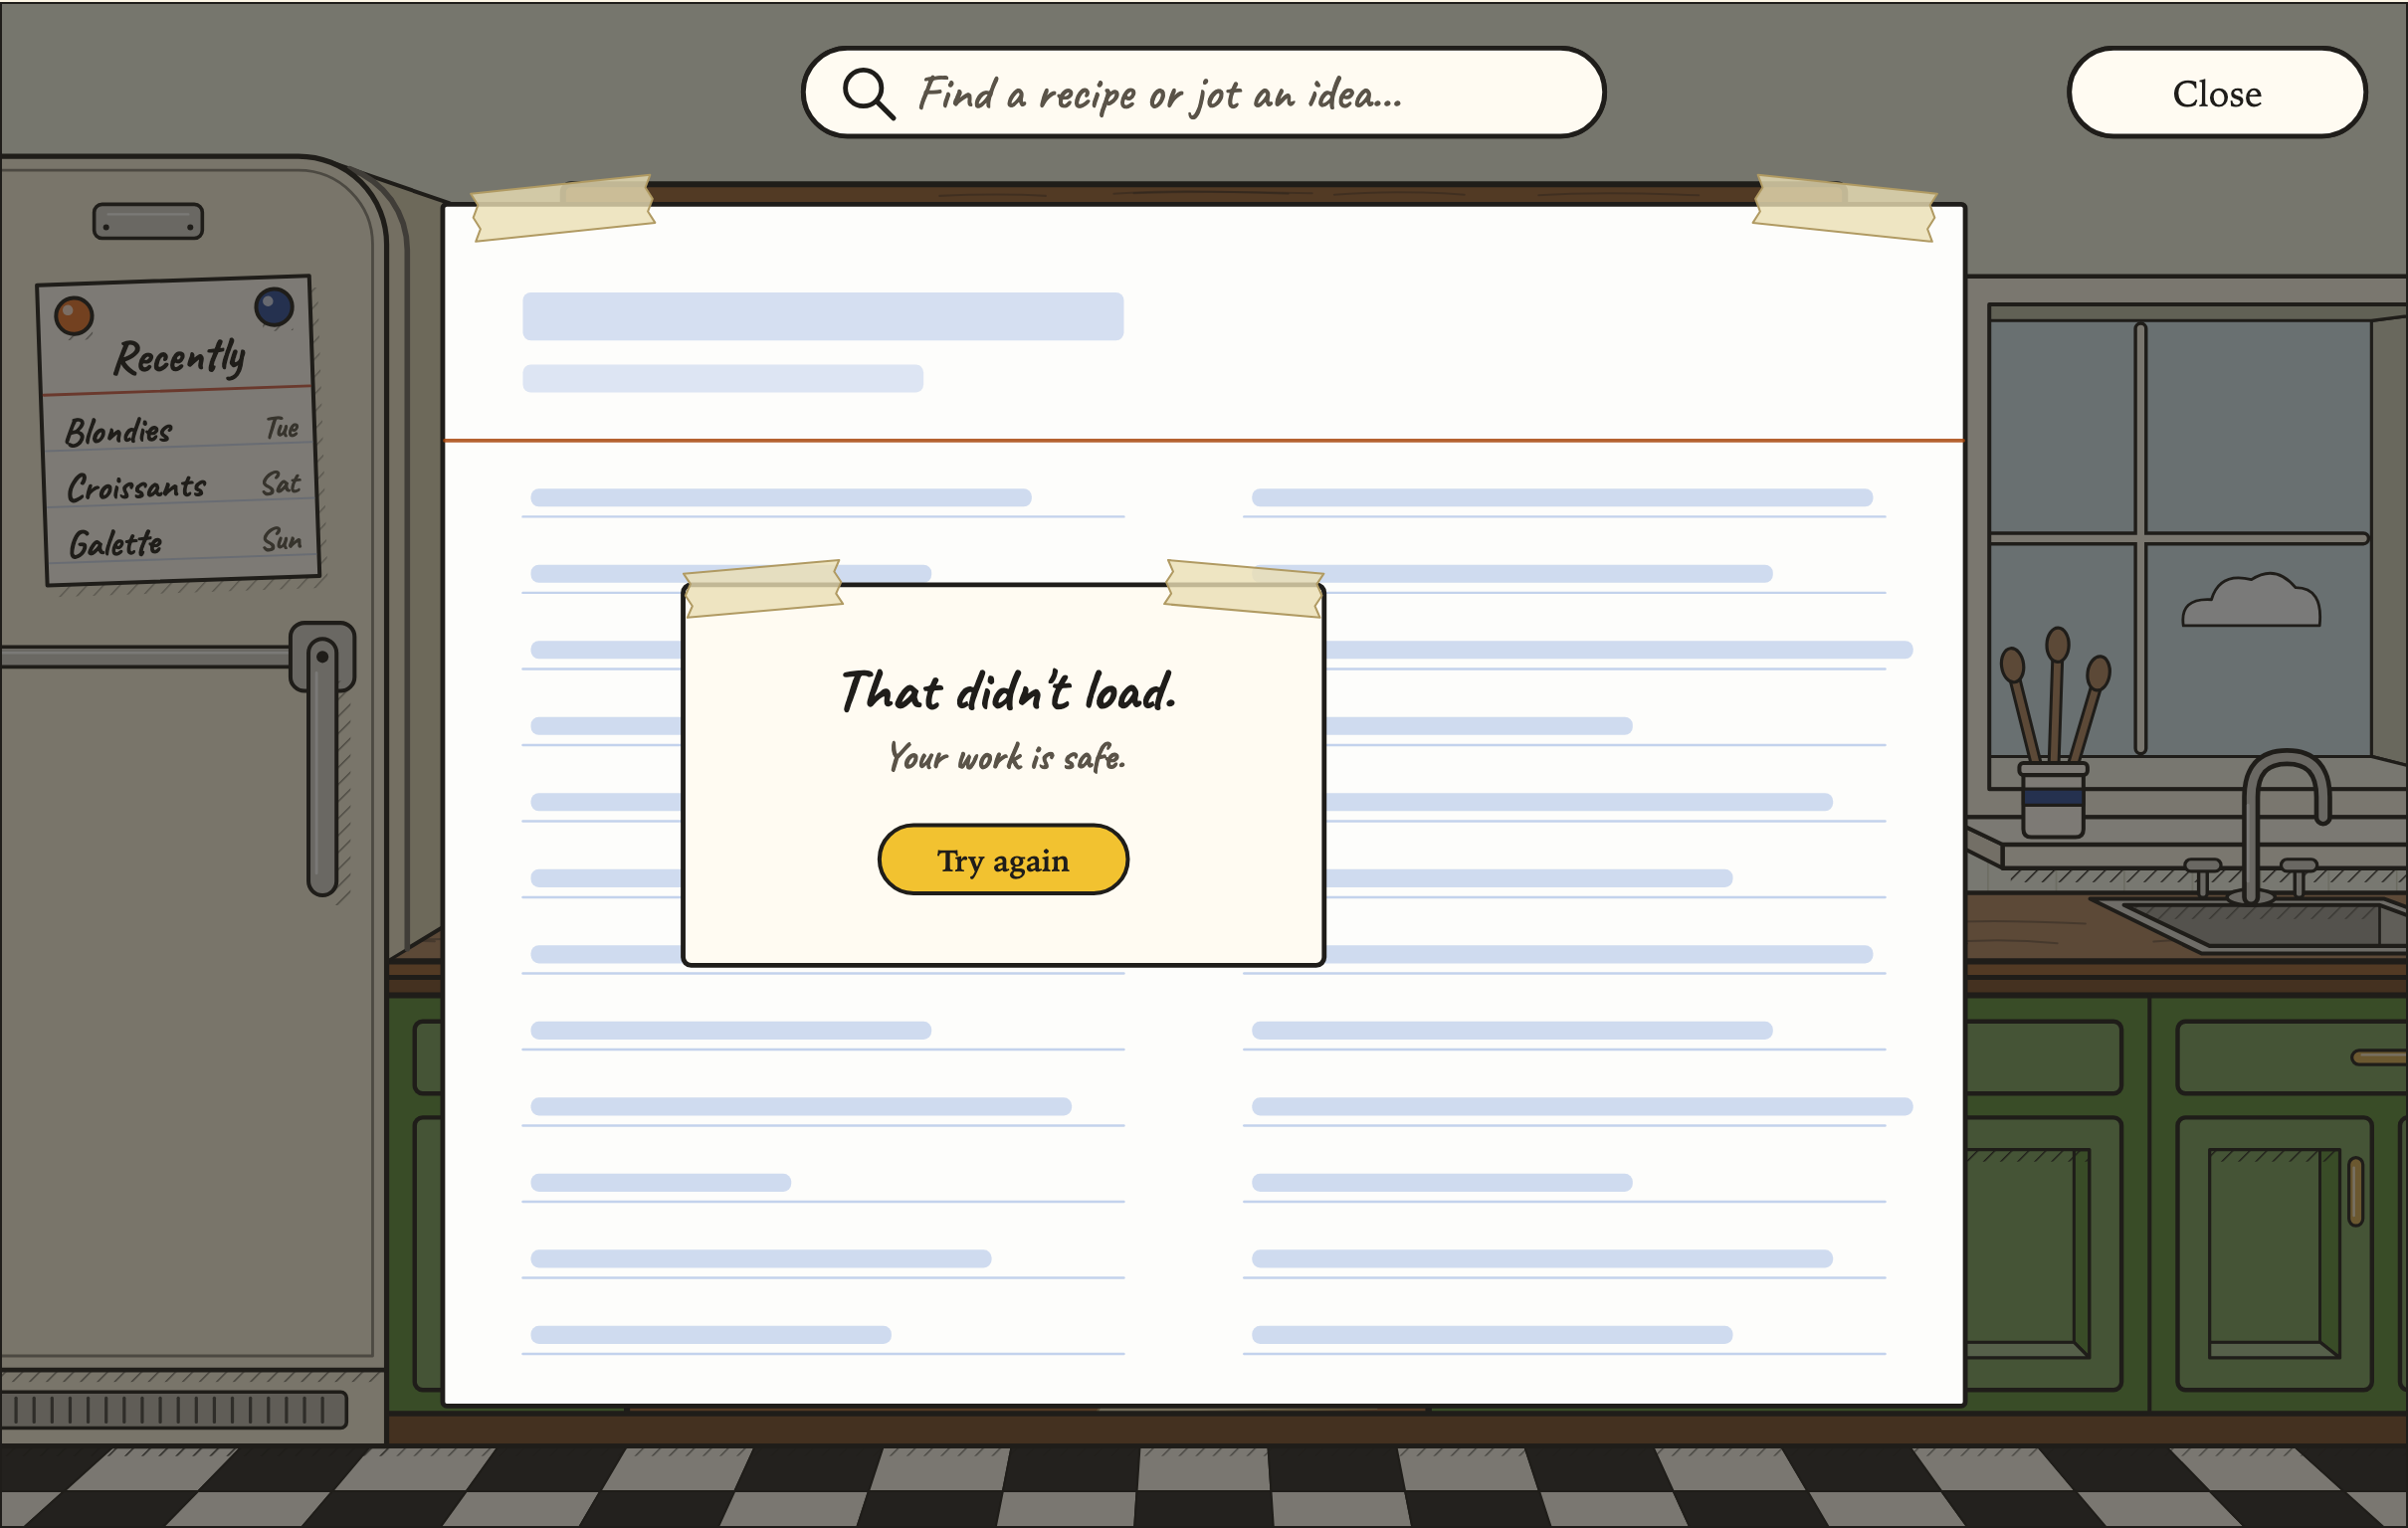 Find a recipe or jot an idea...
Close
Recently
Blondies Tue
Croissants Sat
Galette Sun
That didn't load.
Your work is safe.
Try again